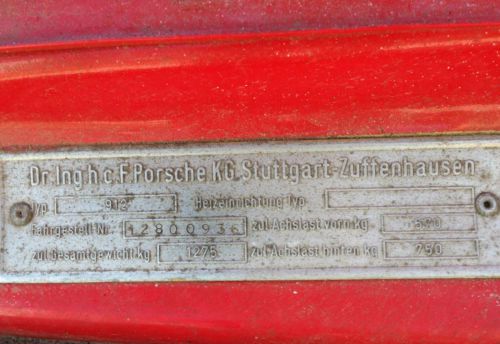 Dr. Ing.h.c.F.Porsche KG.Stuttgart-Zuffenhausen
Typ 912 Heizeinrichtung Typ
Fahrgestell Nr. 12800936 zul.Achslast vorn kg
zul.Gesamtgewicht kg 1275 zul.Achslast hinten kg 750